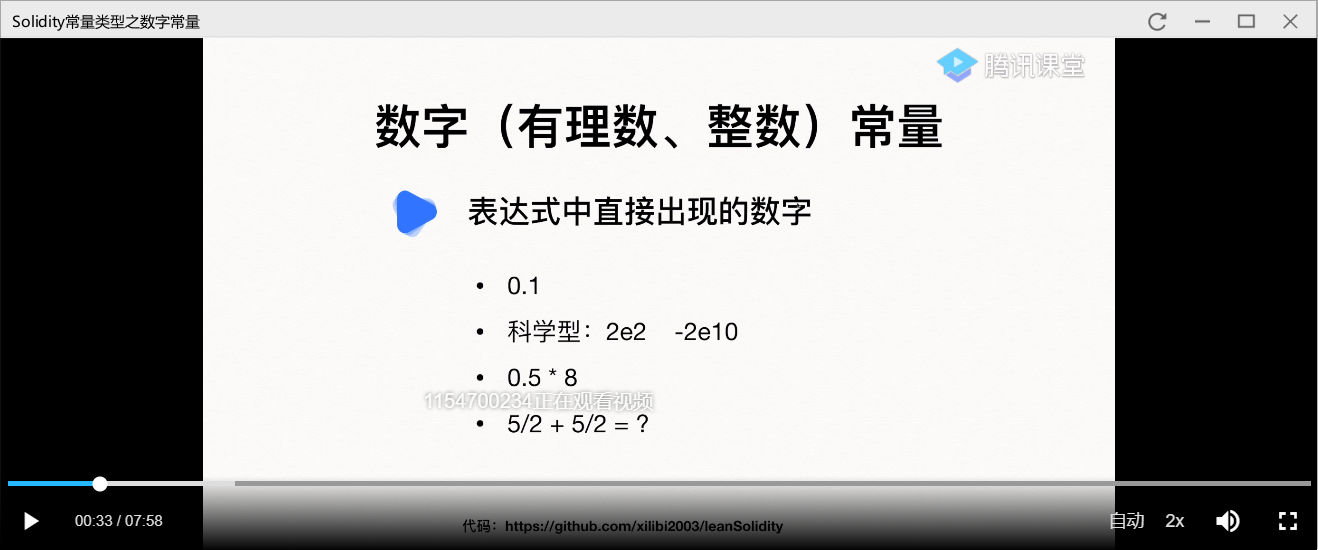 Solidity常量类型之数字常量
腾讯课堂
数字（有理数、整数）常量
表达式中直接出现的数字
• 0.1
• 科学型：2e2 -2e10
• 0.5 * 8
1154700234正在观看视频
• 5/2 + 5/2 = ?
00:33 / 07:58
自动 2x
代码：https://github.com/xilibi2003/leanSolidity